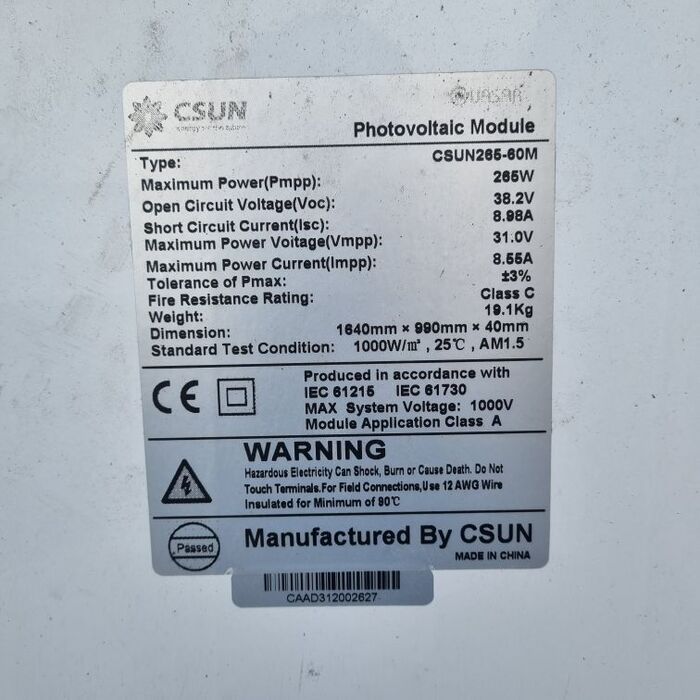 CSUN
QUASAR
Photovoltaic Module
Type: CSUN265-60M
Maximum Power(Pmpp): 265W
Open Circuit Voltage(Voc): 38.2V
Short Circuit Current(Isc): 8.98A
Maximum Power Voltage(Vmpp): 31.0V
Maximum Power Current(Impp): 8.55A
Tolerance of Pmax: ±3%
Fire Resistance Rating: Class C
Weight: 19.1Kg
Dimension: 1640mm × 990mm × 40mm
Standard Test Condition: 1000W/m², 25℃, AM1.5
CE
Produced in accordance with
IEC 61215 IEC 61730
MAX System Voltage: 1000V
Module Application Class A
WARNING
Hazardous Electricity Can Shock, Burn or Cause Death. Do Not
Touch Terminals.For Field Connections,Use 12 AWG Wire
Insulated for Minimum of 90℃
Passed
Manufactured By CSUN
MADE IN CHINA
CAAD312002627